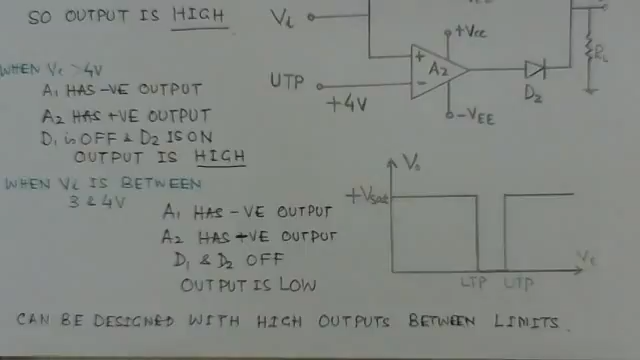 SO OUTPUT IS HIGH
Vi
+Vcc
+
A2
-
D2
RL
UTP
+4V
-VEE
WHEN Vi >4V
A1 HAS -VE OUTPUT
A2 HAS +VE OUTPUT
D1 is OFF & D2 IS ON
OUTPUT IS HIGH
WHEN Vi IS BETWEEN
3 & 4V
A1 HAS -VE OUTPUT
A2 HAS -VE OUTPUT
D1 & D2 OFF
OUTPUT IS LOW
Vo
+Vsat
Vi
LTP UTP
CAN BE DESIGNED WITH HIGH OUTPUTS BETWEEN LIMITS.